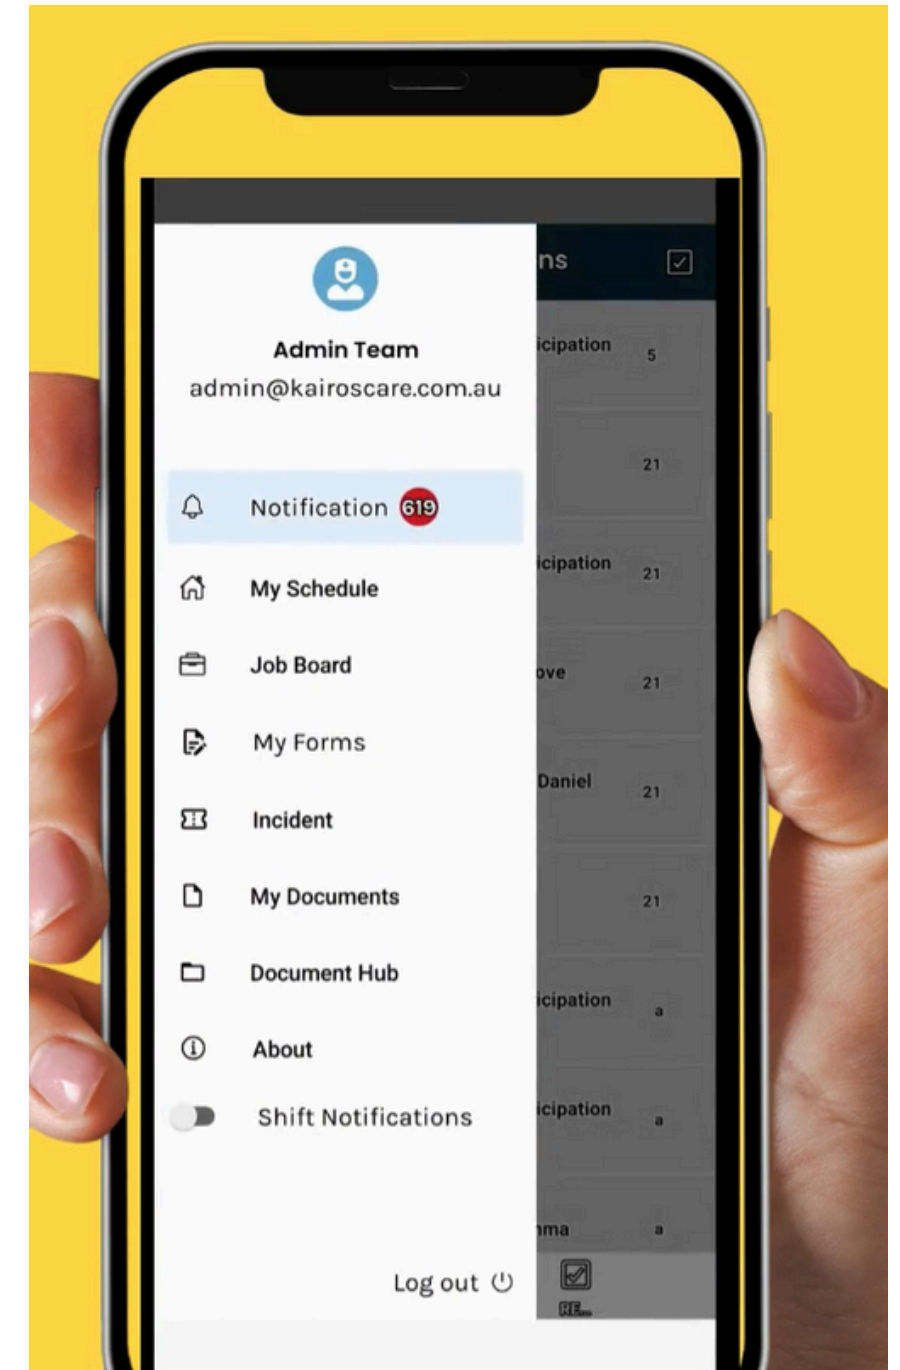 ns
Admin Team
admin@kairoscare.com.au
Notification 619
My Schedule
Job Board
My Forms
Incident
My Documents
Document Hub
About
Shift Notifications
Log out
icipation 5
21
icipation 21
ove 21
Daniel 21
21
icipation a
icipation a
nma a
RE...